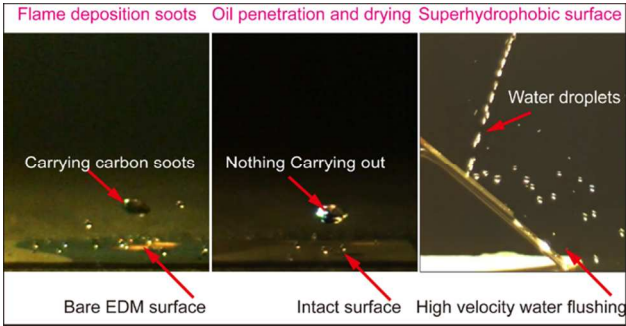 Flame deposition soots
Oil penetration and drying
Superhydrophobic surface
Water droplets
Carrying carbon soots
Nothing Carrying out
Bare EDM surface
Intact surface
High velocity water flushing